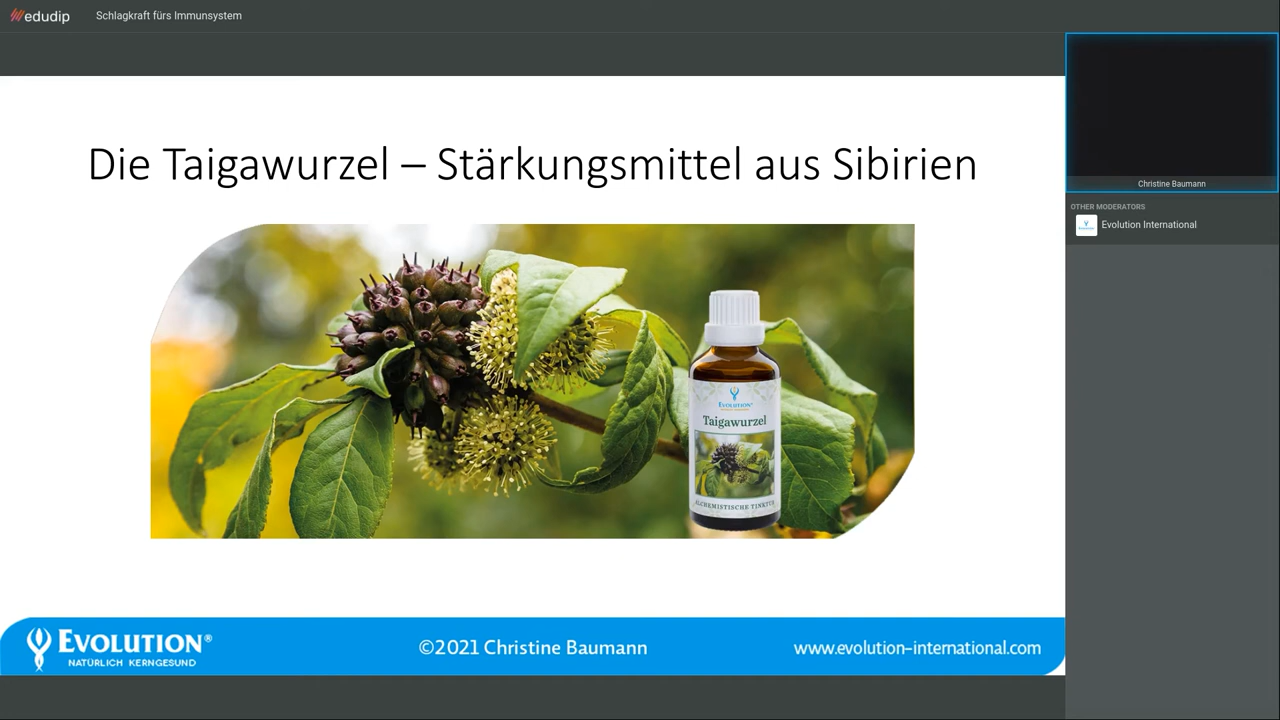 edudip
Schlagkraft fürs Immunsystem
Christine Baumann
OTHER MODERATORS
Evolution International
Die Taigawurzel – Stärkungsmittel aus Sibirien
EVOLUTION
Taigawurzel
ALCHEMISTISCHE TINKTUR
EVOLUTION®
NATÜRLICH KERNGESUND
©2021 Christine Baumann
www.evolution-international.com